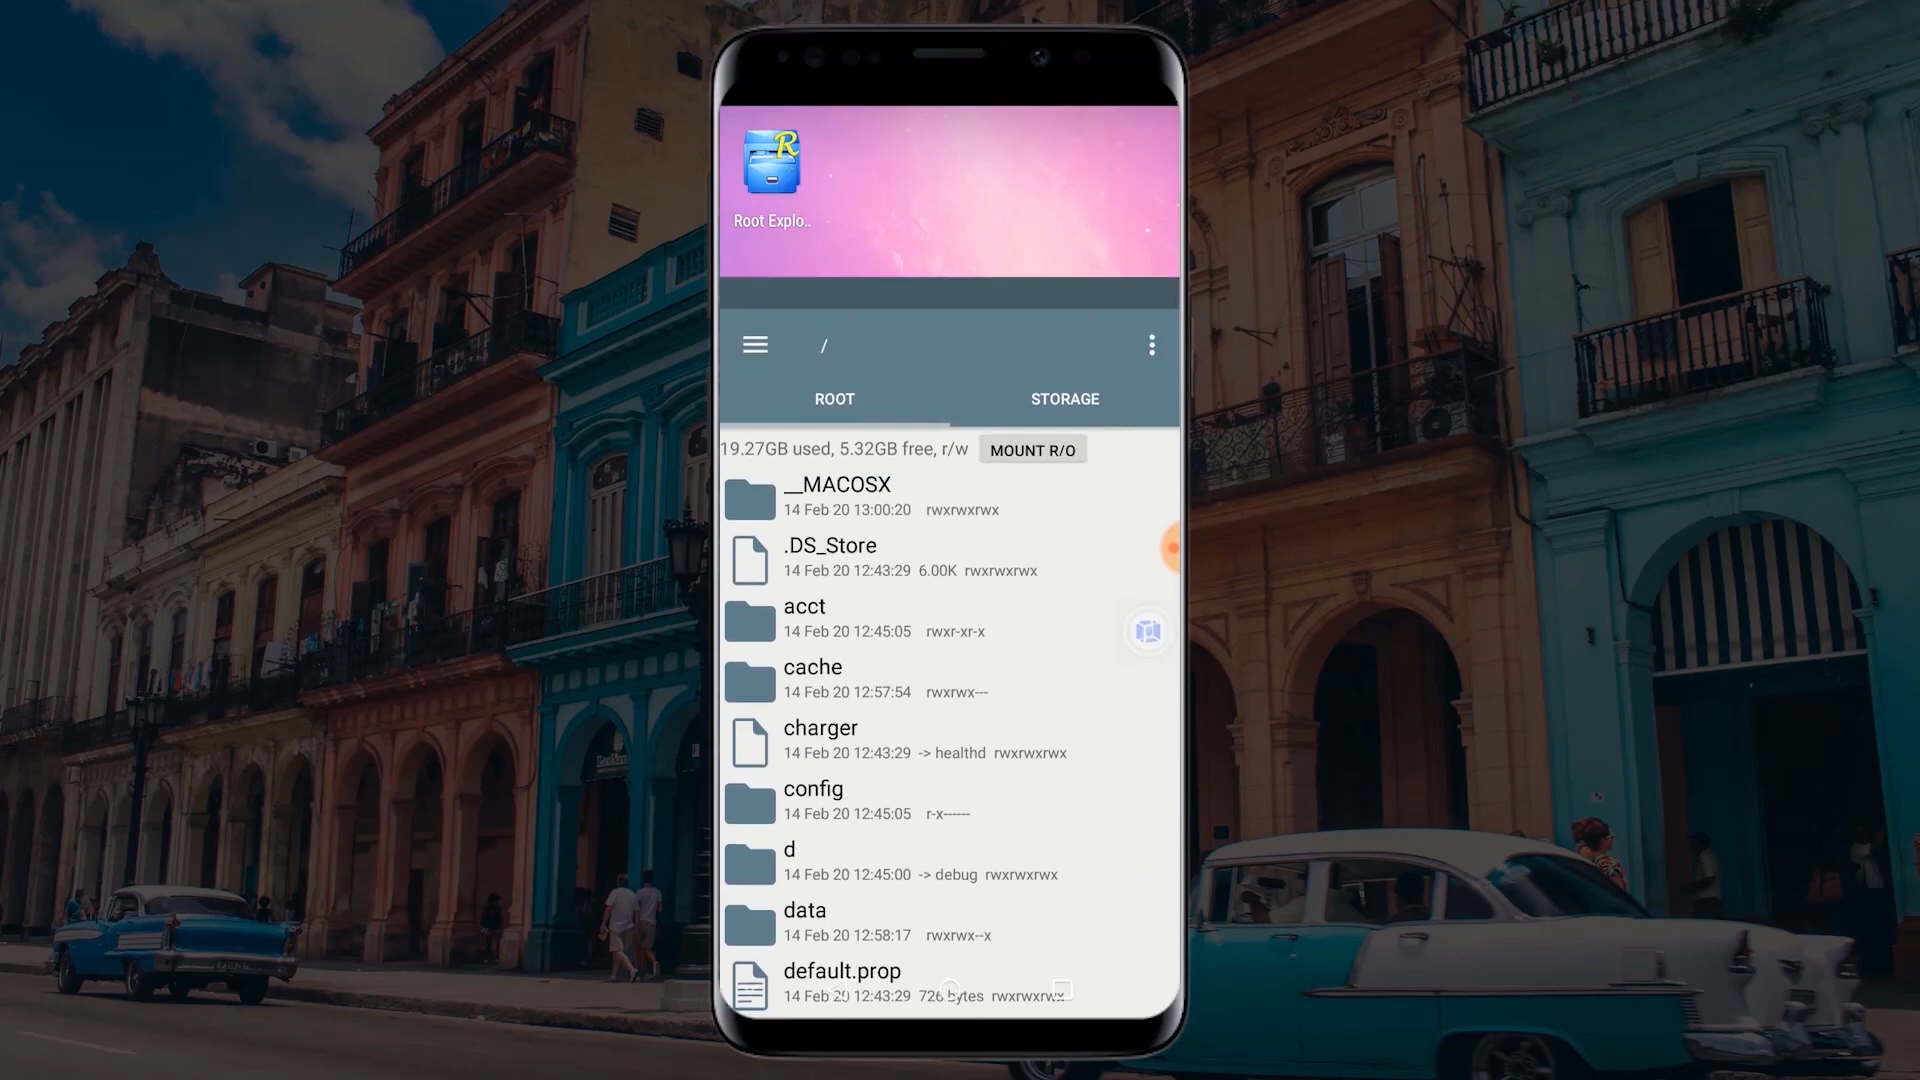 R
Root Explo..
/
ROOT
STORAGE
19.27GB used, 5.32GB free, r/w
MOUNT R/O
__MACOSX
14 Feb 20 13:00:20 rwxrwxrwx
.DS_Store
14 Feb 20 12:43:29 6.00K rwxrwxrwx
acct
14 Feb 20 12:45:05 rwxr-xr-x
cache
14 Feb 20 12:57:54 rwxrwx---
charger
14 Feb 20 12:43:29 -> healthd rwxrwxrwx
config
14 Feb 20 12:45:05 r-x------
d
14 Feb 20 12:45:00 -> debug rwxrwxrwx
data
14 Feb 20 12:58:17 rwxrwx--x
default.prop
14 Feb 20 12:43:29 726 bytes rwxrwxrwx